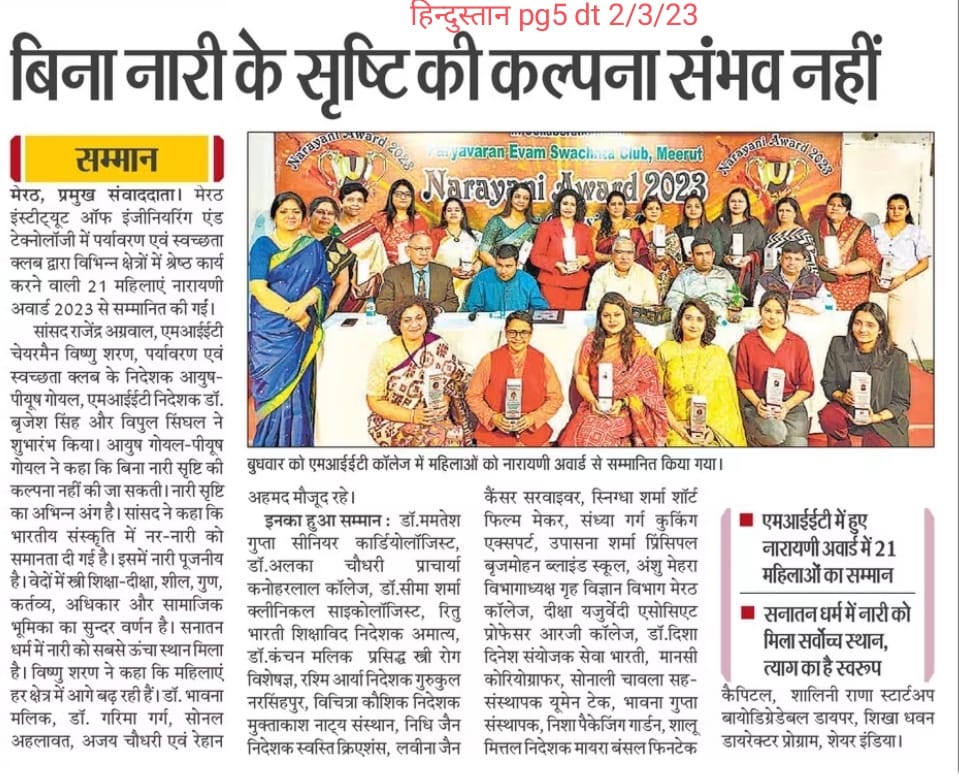 हिन्दुस्तान pg5 dt 2/3/23
बिना नारी के सृष्टि की कल्पना संभव नहीं
सम्मान
मेरठ, प्रमुख संवाददाता। मेरठ
इंस्टीट्यूट ऑफ इंजीनियरिंग एंड
टेक्नोलॉजी में पर्यावरण एवं स्वच्छता
क्लब द्वारा विभिन्न क्षेत्रों में श्रेष्ठ कार्य
करने वाली 21 महिलाएं नारायणी
अवार्ड 2023 से सम्मानित की गईं।
सांसद राजेंद्र अग्रवाल, एमआईईटी
चेयरमैन विष्णु शरण, पर्यावरण एवं
स्वच्छता क्लब के निदेशक आयुष-
पीयूष गोयल, एमआईईटी निदेशक डॉ.
बृजेश सिंह और विपुल सिंघल ने
शुभारंभ किया। आयुष गोयल-पीयूष
गोयल ने कहा कि बिना नारी सृष्टि की
कल्पना नहीं की जा सकती। नारी सृष्टि
का अभिन्न अंग है। सांसद ने कहा कि
भारतीय संस्कृति में नर-नारी को
समानता दी गई है। इसमें नारी पूजनीय
है। वेदों में स्त्री शिक्षा-दीक्षा, शील, गुण,
कर्तव्य, अधिकार और सामाजिक
भूमिका का सुन्दर वर्णन है। सनातन
धर्म में नारी को सबसे ऊंचा स्थान मिला
है। विष्णु शरण ने कहा कि महिलाएं
हर क्षेत्र में आगे बढ़ रही हैं। डॉ. भावना
मलिक, डॉ. गरिमा गर्ग, सोनल
अहलावत, अजय चौधरी एवं रेहान
Narayani Award 2023
Paryavaran Evam Swachhta Club, Meerut
Narayani Award 2023
Narayani Award 2023
बुधवार को एमआईईटी कॉलेज में महिलाओं को नारायणी अवार्ड से सम्मानित किया गया।
अहमद मौजूद रहे।
इनका हुआ सम्मान : डॉ.ममतेश
गुप्ता सीनियर कार्डियोलॉजिस्ट,
डॉ.अलका चौधरी प्राचार्या
कनोहरलाल कॉलेज, डॉ.सीमा शर्मा
क्लीनिकल साइकोलॉजिस्ट, रितु
भारती शिक्षाविद निदेशक अमात्य,
डॉ.कंचन मलिक प्रसिद्ध स्त्री रोग
विशेषज्ञ, रश्मि आर्या निदेशक गुरुकुल
नरसिंहपुर, विचित्रा कौशिक निदेशक
मुक्ताकाश नाट्य संस्थान, निधि जैन
निदेशक स्वस्ति क्रिएशंस, लवीना जैन
कैंसर सरवाइवर, स्निग्धा शर्मा शॉर्ट
फिल्म मेकर, संध्या गर्ग कुकिंग
एक्सपर्ट, उपासना शर्मा प्रिंसिपल
बृजमोहन ब्लाइंड स्कूल, अंशु मेहरा
विभागाध्यक्ष गृह विज्ञान विभाग मेरठ
कॉलेज, दीक्षा यजुर्वेदी एसोसिएट
प्रोफेसर आरजी कॉलेज, डॉ.दिशा
दिनेश संयोजक सेवा भारती, मानसी
कोरियोग्राफर, सोनाली चावला सह-
संस्थापक यूमेन टेक, भावना गुप्ता
संस्थापक, निशा पैकेजिंग गार्डन, शालू
मित्तल निदेशक मायरा बंसल फिनटेक
एमआईईटी में हुए
नारायणी अवार्ड में 21
महिलाओं का सम्मान
सनातन धर्म में नारी को
मिला सर्वोच्च स्थान,
त्याग का है स्वरूप
कैपिटल, शालिनी राणा स्टार्टअप
बायोडिग्रेडेबल डायपर, शिखा धवन
डायरेक्टर प्रोग्राम, शेयर इंडिया।